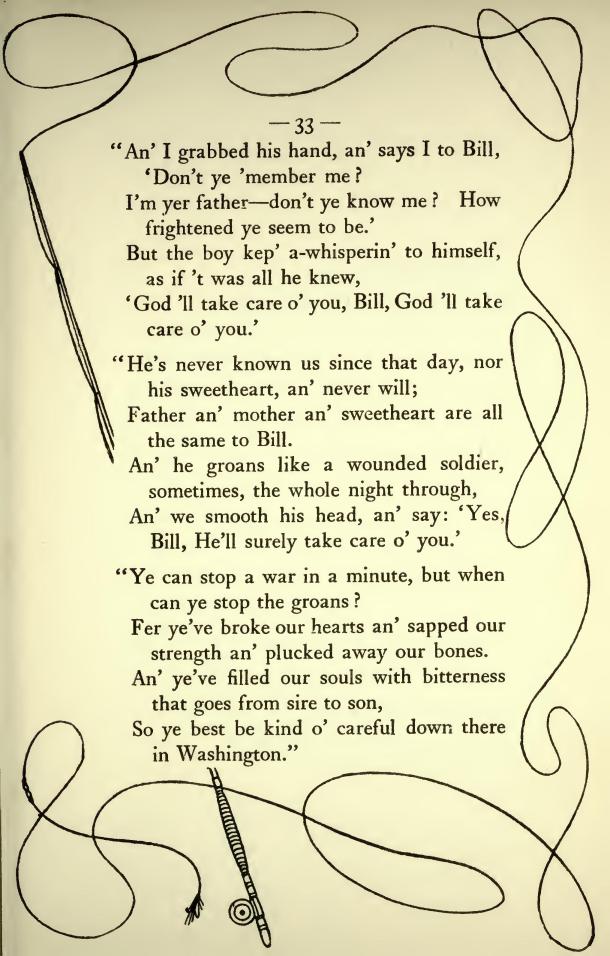 — 33 —
“An’ I grabbed his hand, an’ says I to Bill,
‘Don’t ye ’member me?
I’m yer father—don’t ye know me? How
frightened ye seem to be.’
But the boy kep’ a-whisperin’ to himself,
as if ’t was all he knew,
‘God ’ll take care o’ you, Bill, God ’ll take
care o’ you.’
“He’s never known us since that day, nor
his sweetheart, an’ never will;
Father an’ mother an’ sweetheart are all
the same to Bill.
An’ he groans like a wounded soldier,
sometimes, the whole night through,
An’ we smooth his head, an’ say: ‘Yes,
Bill, He’ll surely take care o’ you.’
“Ye can stop a war in a minute, but when
can ye stop the groans?
Fer ye’ve broke our hearts an’ sapped our
strength an’ plucked away our bones.
An’ ye’ve filled our souls with bitterness
that goes from sire to son,
So ye best be kind o’ careful down there
in Washington.”